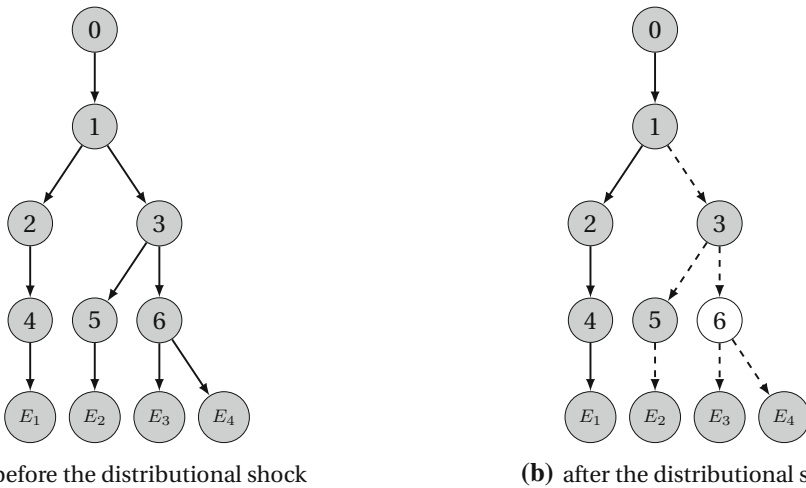 0
0
1
1
2
3
2
3
4
5
6
4
5
6
E₁
E₂
E₃
E₄
E₁
E₂
E₃
E₄
before the distributional shock
(b) after the distributional